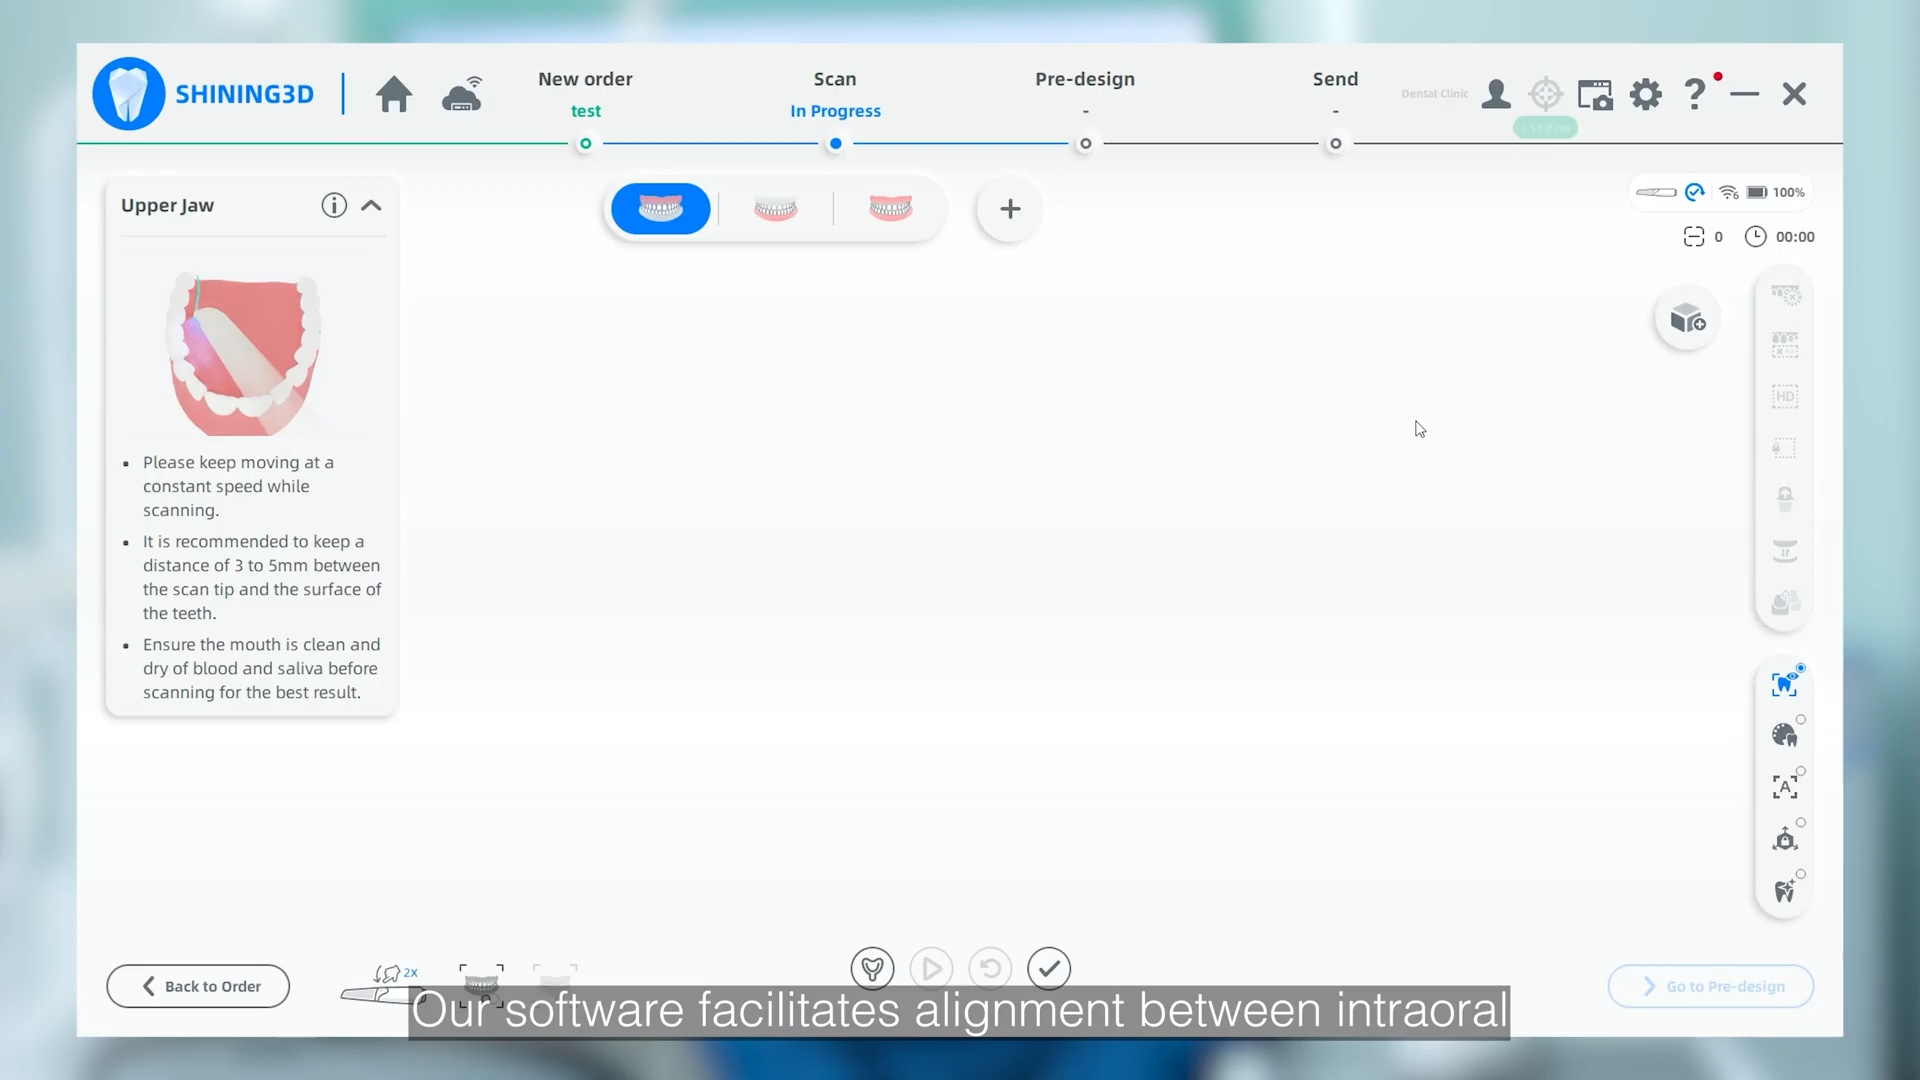 SHINING3D
New order
test
Scan
In Progress
Pre-design
-
Send
-
Dental Clinic
?
Upper Jaw
100%
0
00:00
HD
• Please keep moving at a
constant speed while
scanning.
• It is recommended to keep a
distance of 3 to 5mm between
the scan tip and the surface of
the teeth.
• Ensure the mouth is clean and
dry of blood and saliva before
scanning for the best result.
A
Back to Order
2X
Go to Pre-design
Our software facilitates alignment between intraoral